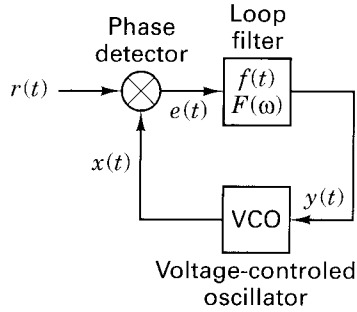 Phase
detector
Loop
filter
r(t)
e(t)
f(t)
F(ω)
x(t)
y(t)
VCO
Voltage-controled
oscillator